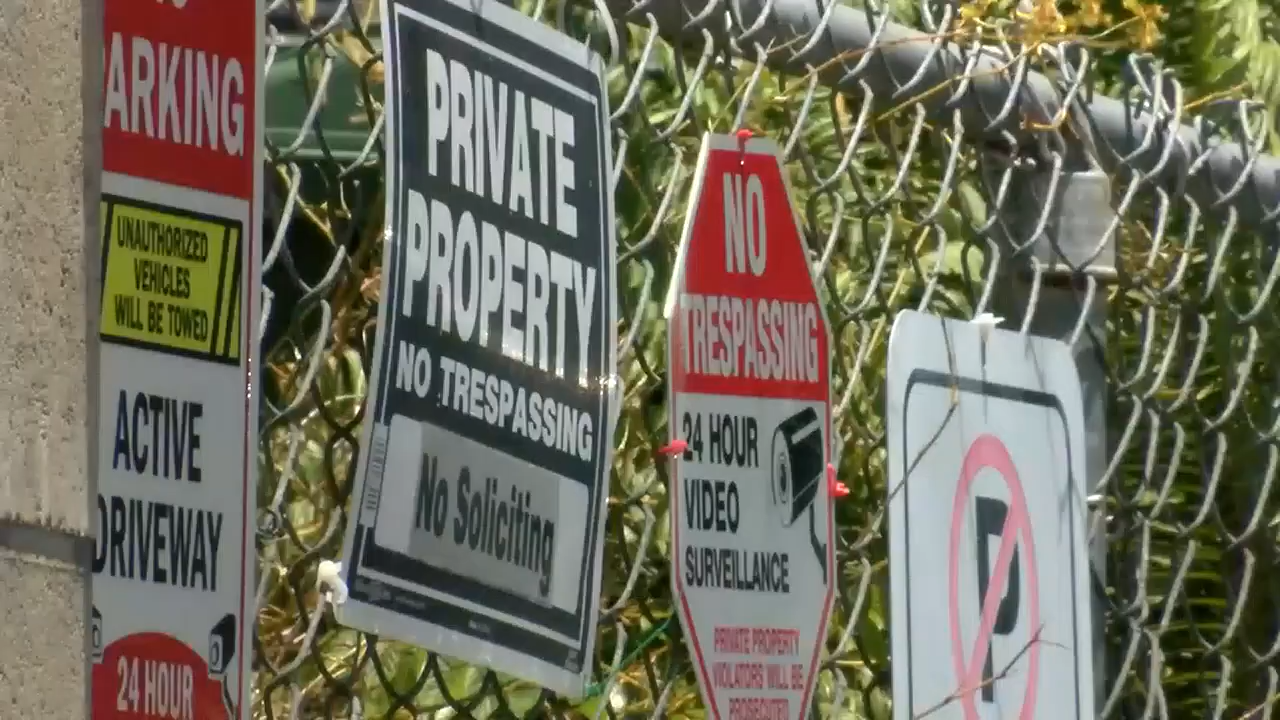 ARKING
UNAUTHORIZED
VEHICLES
WILL BE TOWED
ACTIVE
DRIVEWAY
24 HOUR
PRIVATE
PROPERTY
NO TRESPASSING
No Soliciting
NO
TRESPASSING
24 HOUR
VIDEO
SURVEILLANCE
PRIVATE PROPERTY
VIOLATORS WILL BE
PROSECUTED
P